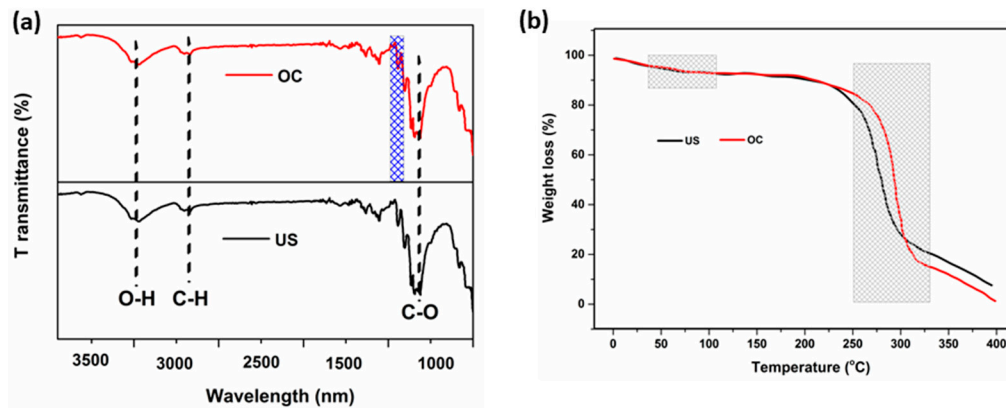 (a)
OC
US
O-H
C-H
C-O
T ransmittance (%)
3500 3000 2500 2000 1500 1000
Wavelength (nm)
(b)
100
80
60
40
20
0
US OC
Weight loss (%)
0 50 100 150 200 250 300 350 400
Temperature (°C)